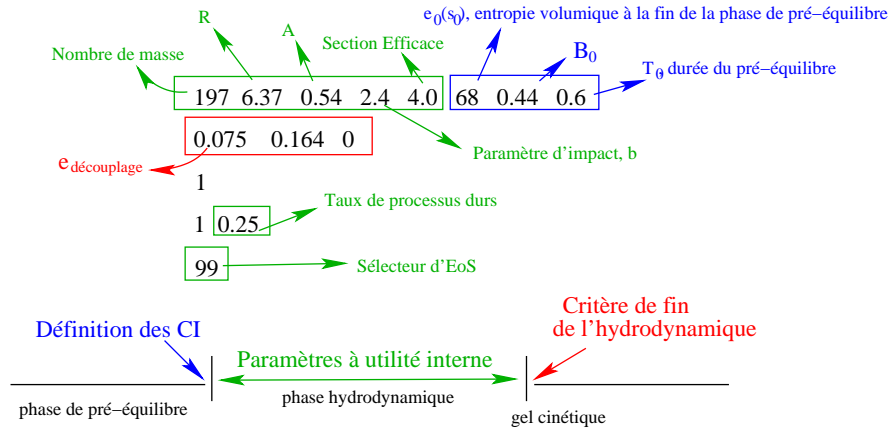 e0(s0), entropie volumique à la fin de la phase de pré−équilibre
R
A
Section Efficace
Nombre de masse
B0
T0, durée du pré−équilibre
197 6.37 0.54 2.4 4.0 68 0.44 0.6
0.075 0.164 0
e découplage
Paramètre d'impact, b
1
Taux de processus durs
1 0.25
99
Sélecteur d'EoS
Critère de fin
de l'hydrodynamique
Définition des CI
Paramètres à utilité interne
phase de pré−équilibre
phase hydrodynamique
gel cinétique